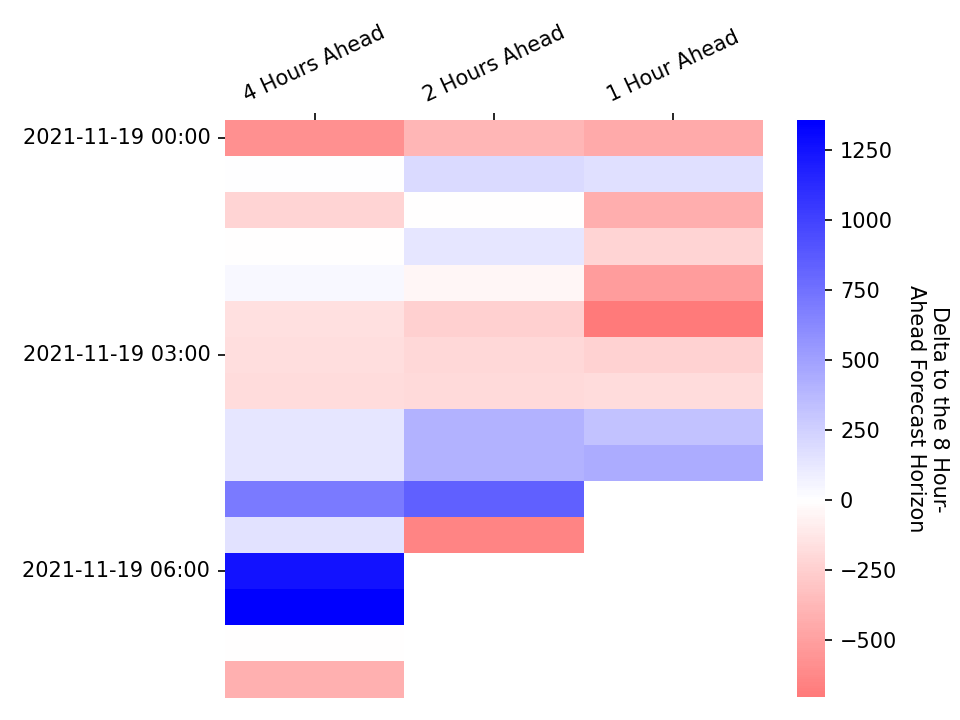 4 Hours Ahead
2 Hours Ahead
1 Hour Ahead
2021-11-19 00:00
2021-11-19 03:00
2021-11-19 06:00
1250
1000
750
500
250
0
−250
−500
Delta to the 8 Hour-
Ahead Forecast Horizon